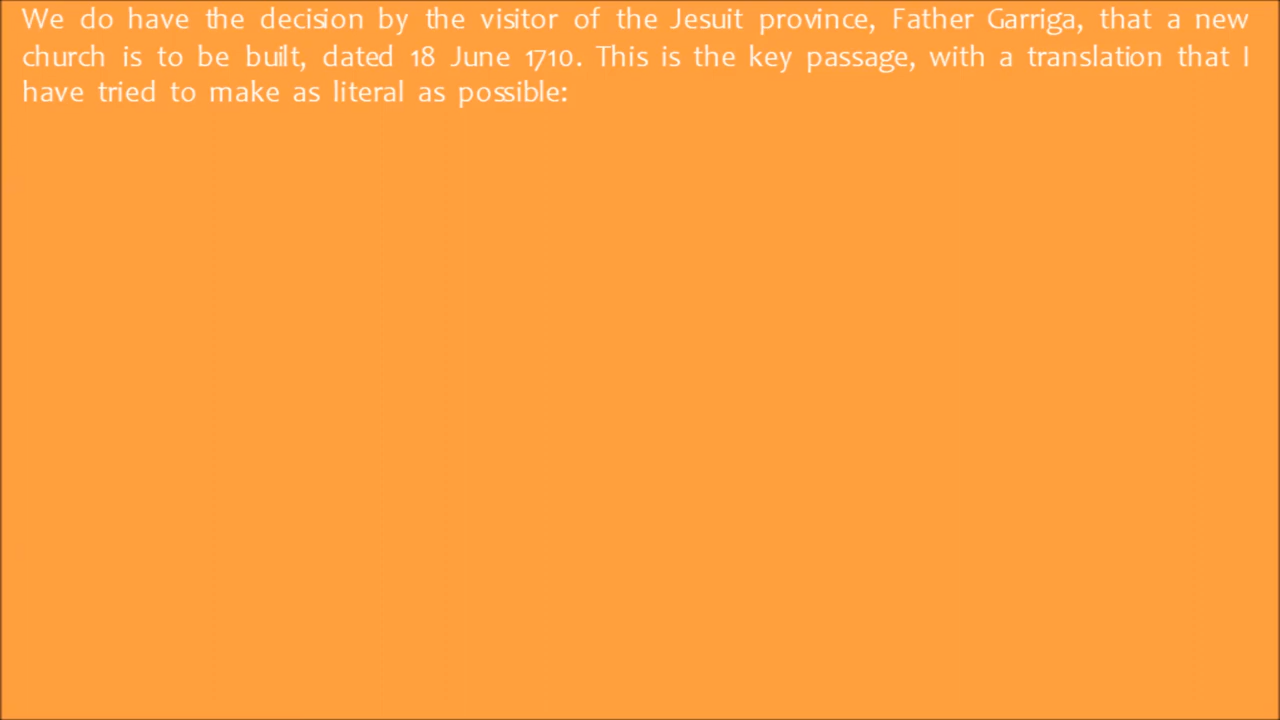 We do have the decision by the visitor of the Jesuit province, Father Garriga, that a new
church is to be built, dated 18 June 1710. This is the key passage, with a translation that I
have tried to make as literal as possible: